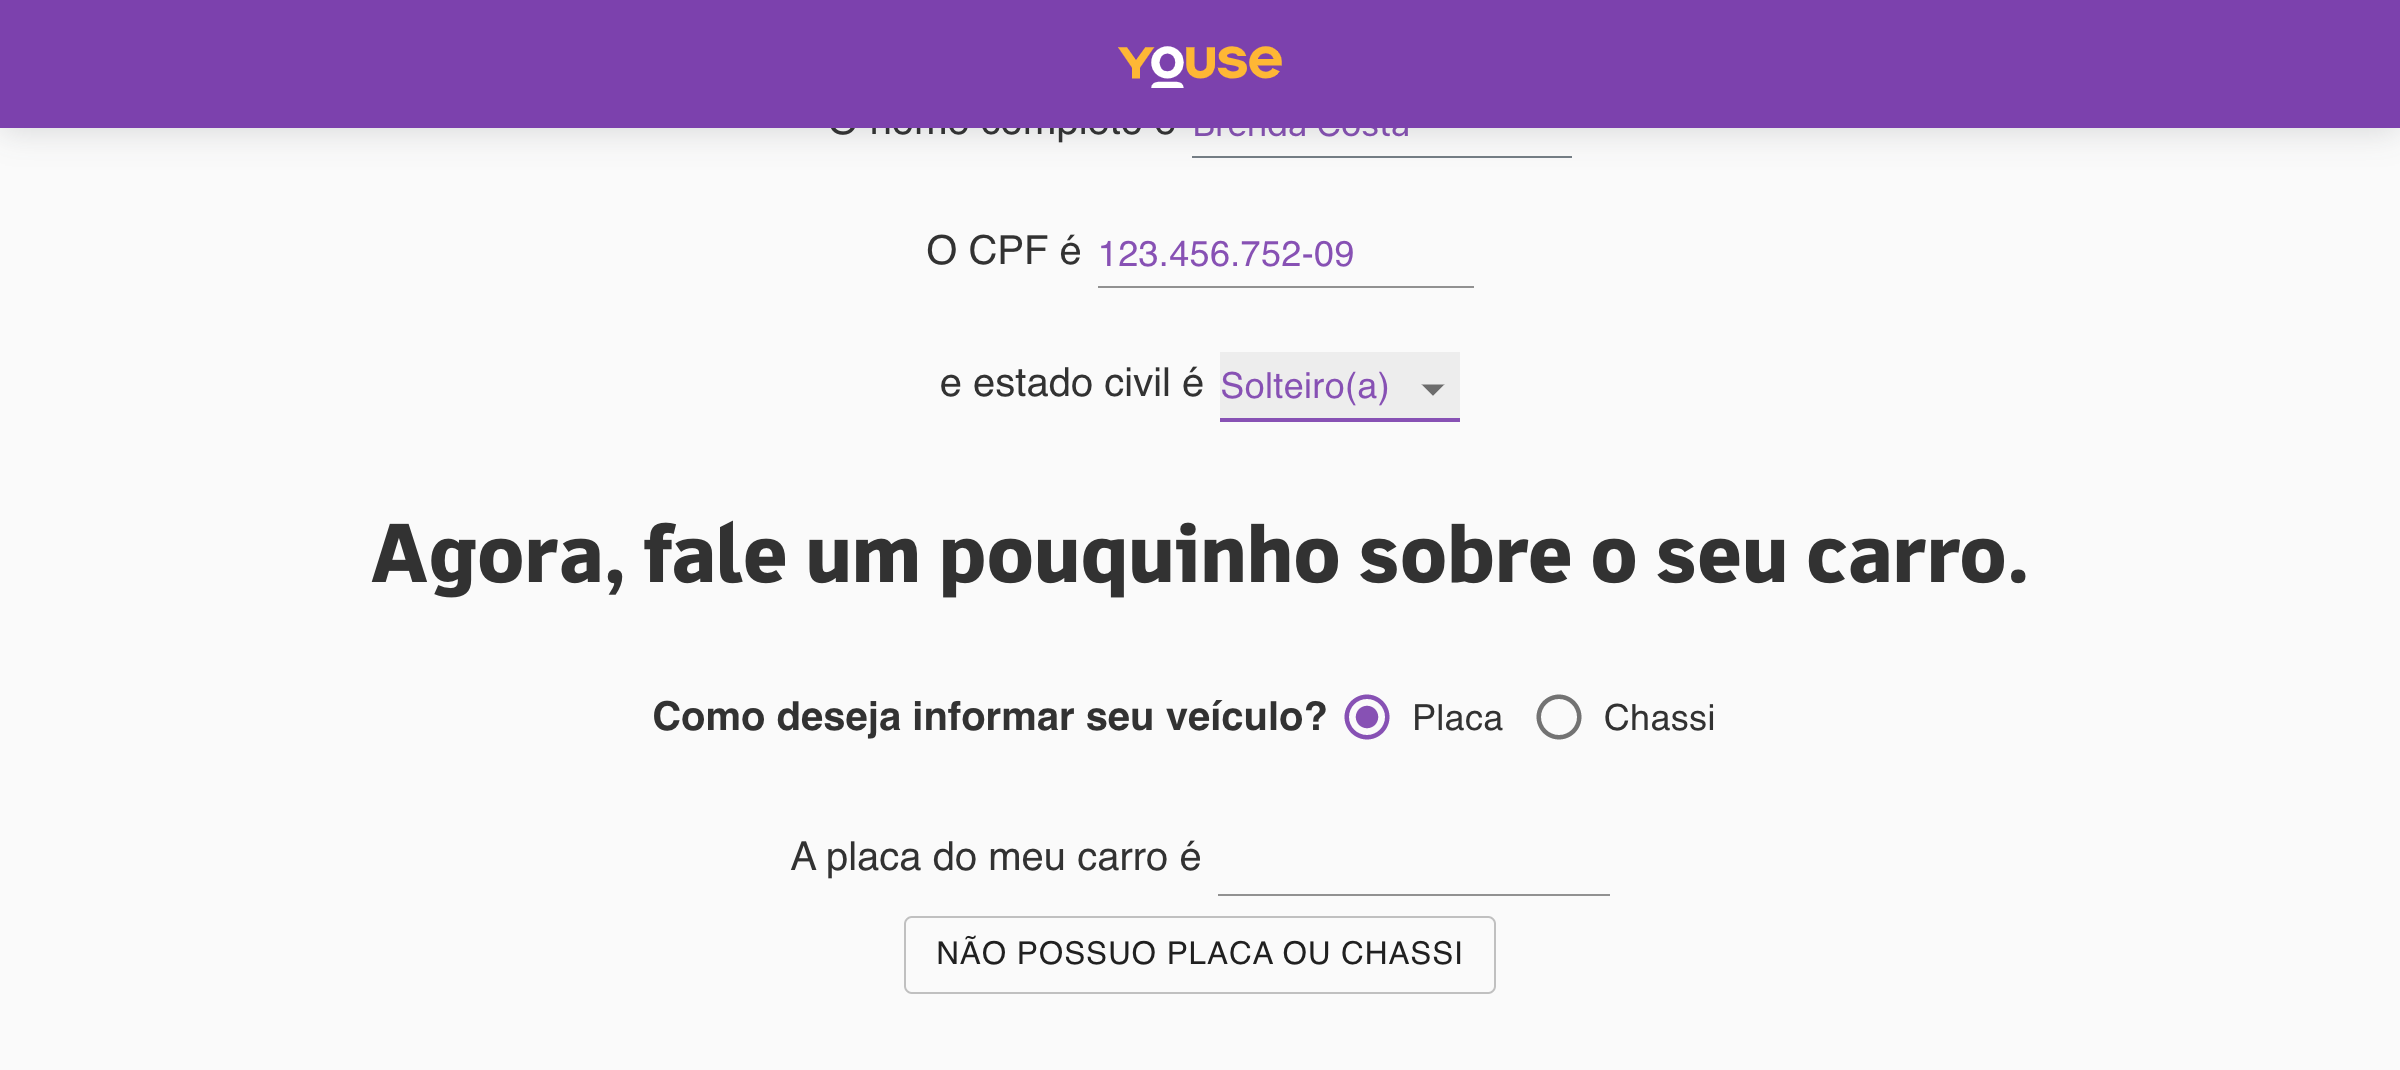 youse
O nome completo é Brenda Costa
O CPF é 123.456.752-09
e estado civil é Solteiro(a)
Agora, fale um pouquinho sobre o seu carro.
Como deseja informar seu veículo? Placa Chassi
A placa do meu carro é
NÃO POSSUO PLACA OU CHASSI